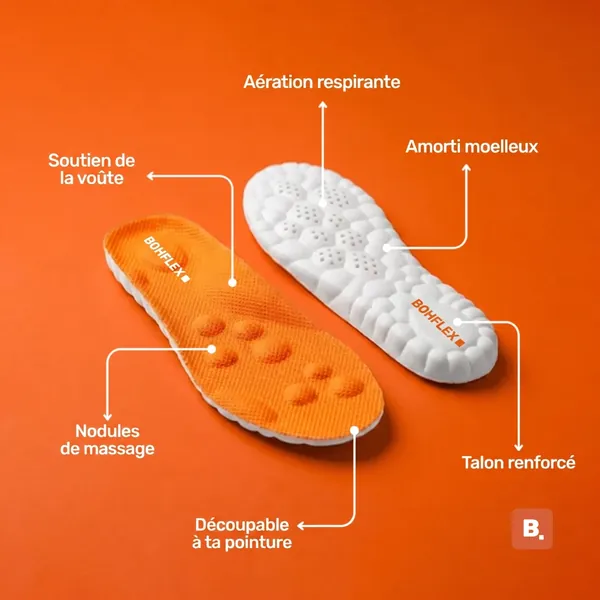 Aération respirante
Amorti moelleux
Soutien de
la voûte
BOHFLEX
BOHFLEX
Nodules
de massage
Talon renforcé
Découpable
à ta pointure
B.